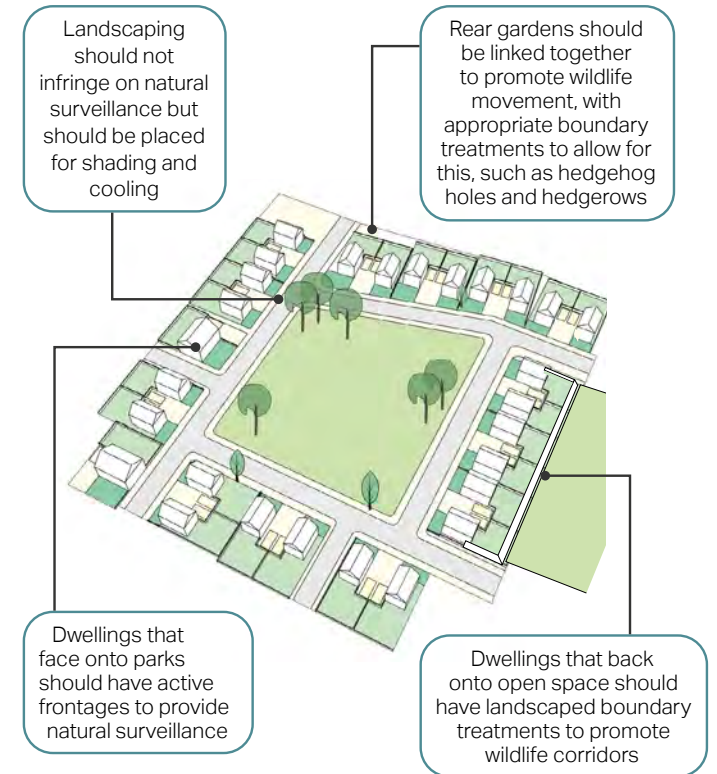 Landscaping
should not
infringe on natural
surveillance but
should be placed
for shading and
cooling
Rear gardens should
be linked together
to promote wildlife
movement, with
appropriate boundary
treatments to allow for
this, such as hedgehog
holes and hedgerows
Dwellings that
face onto parks
should have active
frontages to provide
natural surveillance
Dwellings that back
onto open space should
have landscaped boundary
treatments to promote
wildlife corridors